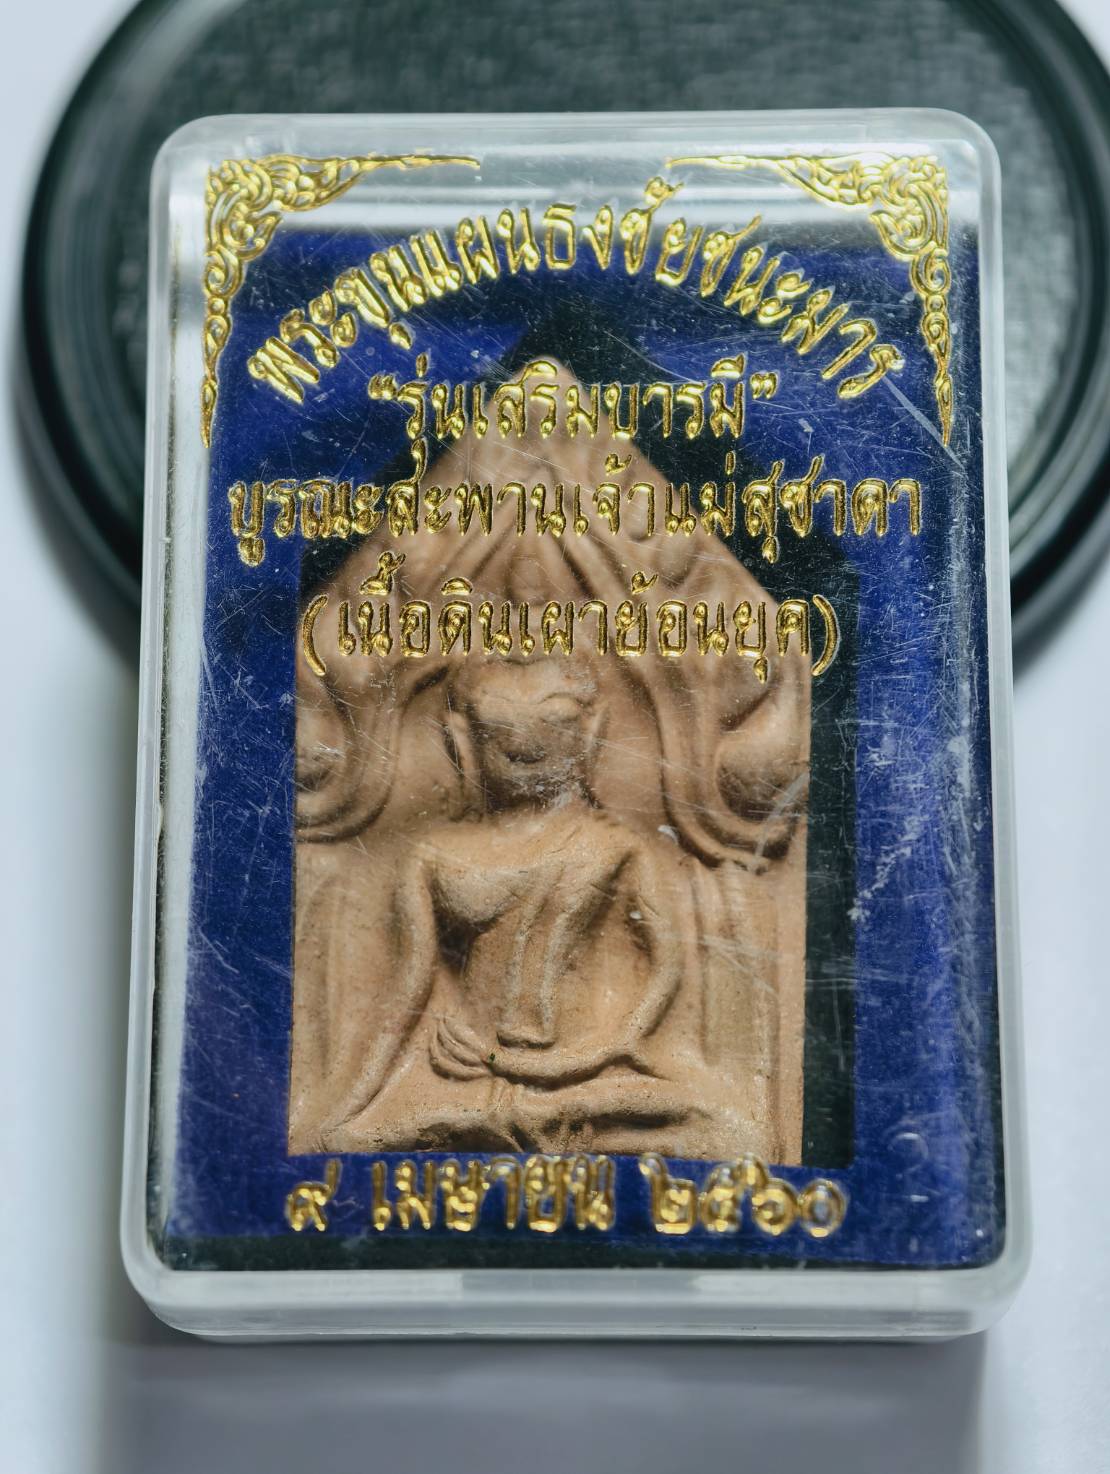 พระขุนแผนธงชัยชนะมาร
“รุ่นเสริมบารมี”
บูรณะสะพานเจ้าแม่สุชาดา
(เนื้อดินเผาย้อนยุค)
๙ เมษายน ๒๕๖๐